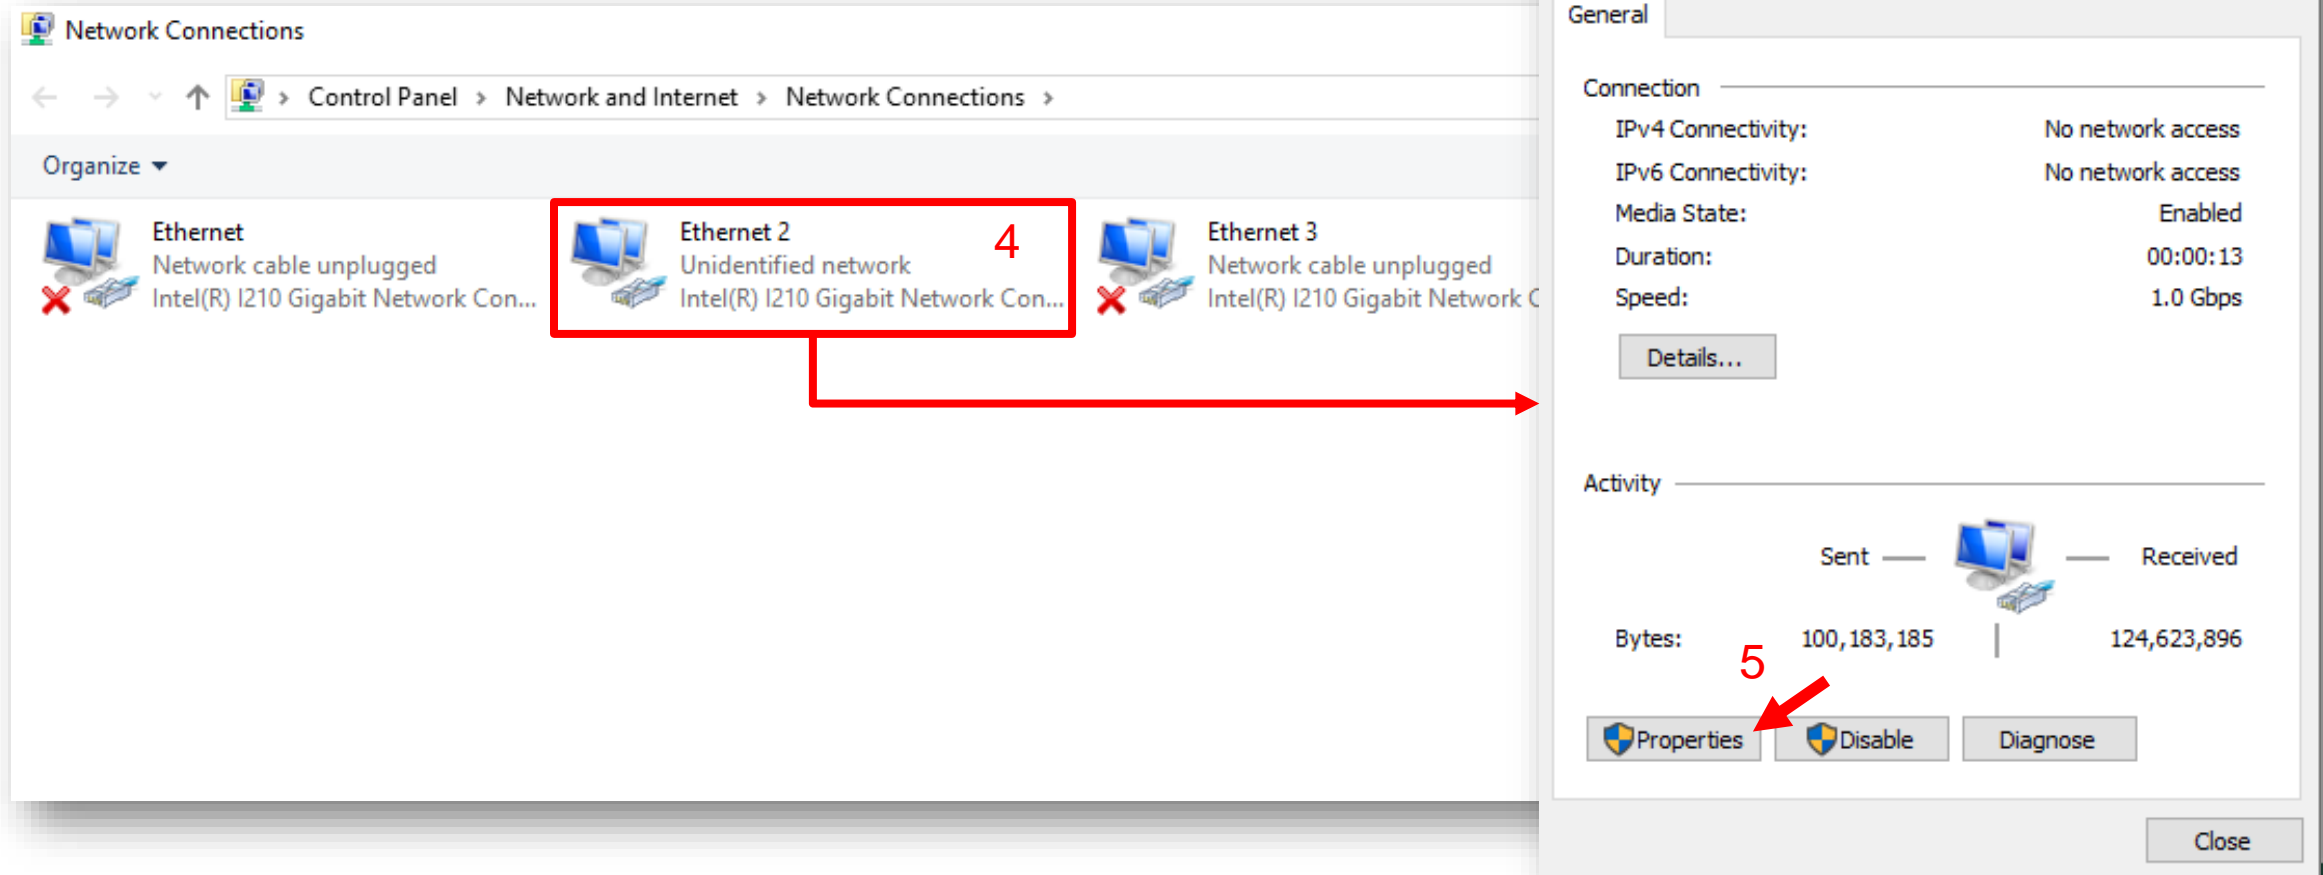 Network Connections
Control Panel > Network and Internet > Network Connections >
Organize
Ethernet
Network cable unplugged
Intel(R) I210 Gigabit Network Con...
Ethernet 2
Unidentified network
Intel(R) I210 Gigabit Network Con...
4
Ethernet 3
Network cable unplugged
Intel(R) I210 Gigabit Network C
General
Connection
IPv4 Connectivity: No network access
IPv6 Connectivity: No network access
Media State: Enabled
Duration: 00:00:13
Speed: 1.0 Gbps
Details...
Activity
Sent — — Received
Bytes: 100,183,185 | 124,623,896
5
Properties Disable Diagnose
Close